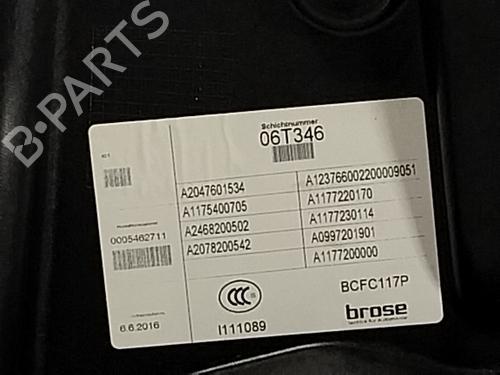 Schichtnummer
06T346
A2047601534
A1175400705
A2468200502
A2078200542
A123766002200009051
A1177220170
A1177230114
A0997201901
A1177200000
0005462711
6.6.2016
CCC
I111089
BCFC117P
brose
B-PARTS